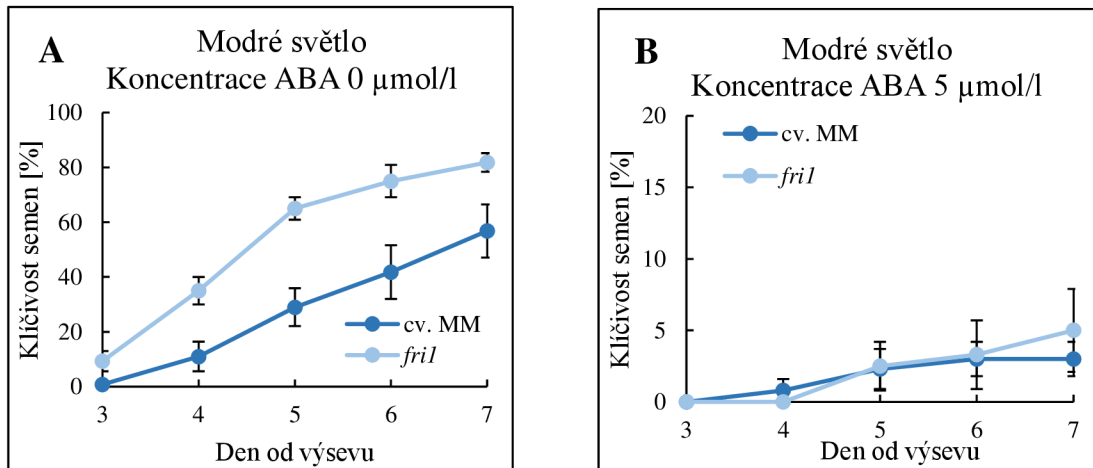 A
Modré světlo
Koncentrace ABA 0 µmol/l
Klíčivost semen [%]
100
80
60
40
20
0
cv. MM
fri1
3 4 5 6 7
Den od výsevu
B
Modré světlo
Koncentrace ABA 5 µmol/l
Klíčivost semen [%]
20
15
10
5
0
cv. MM
fri1
3 4 5 6 7
Den od výsevu